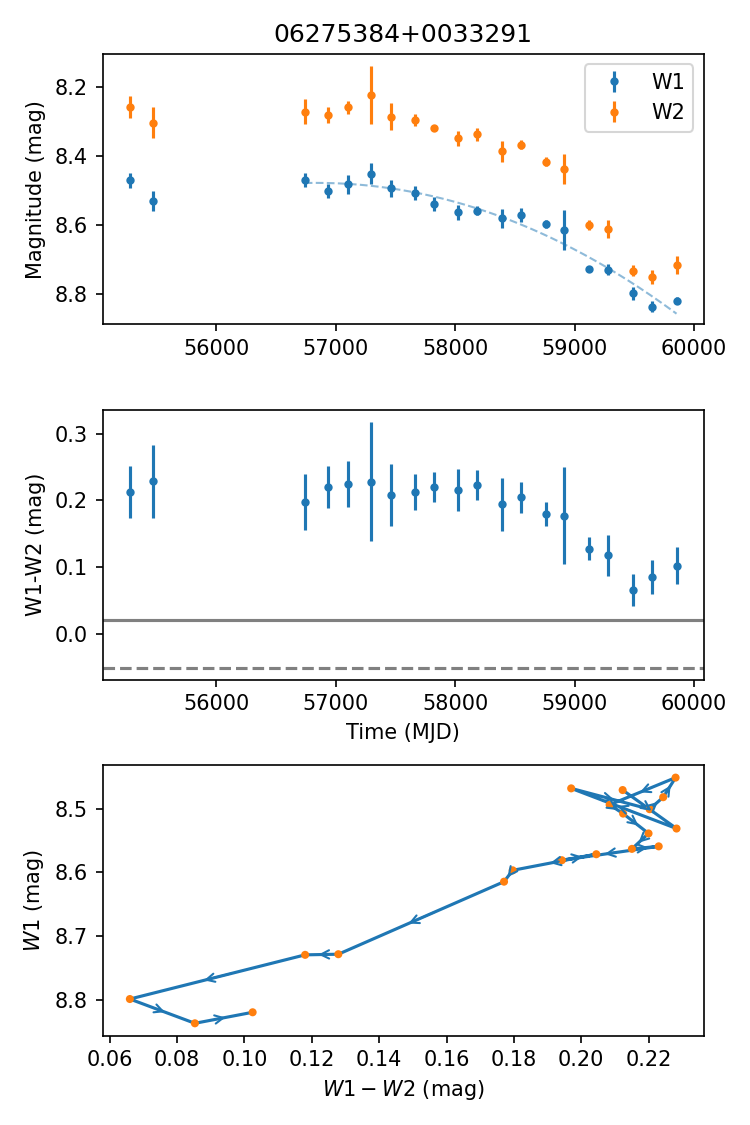 06275384+0033291
W1
W2
Magnitude (mag)
8.2
8.4
8.6
8.8
56000 57000 58000 59000 60000
W1-W2 (mag)
0.3
0.2
0.1
0.0
56000 57000 58000 59000 60000
Time (MJD)
W1 (mag)
8.5
8.6
8.7
8.8
0.06 0.08 0.10 0.12 0.14 0.16 0.18 0.20 0.22
W1 − W2 (mag)